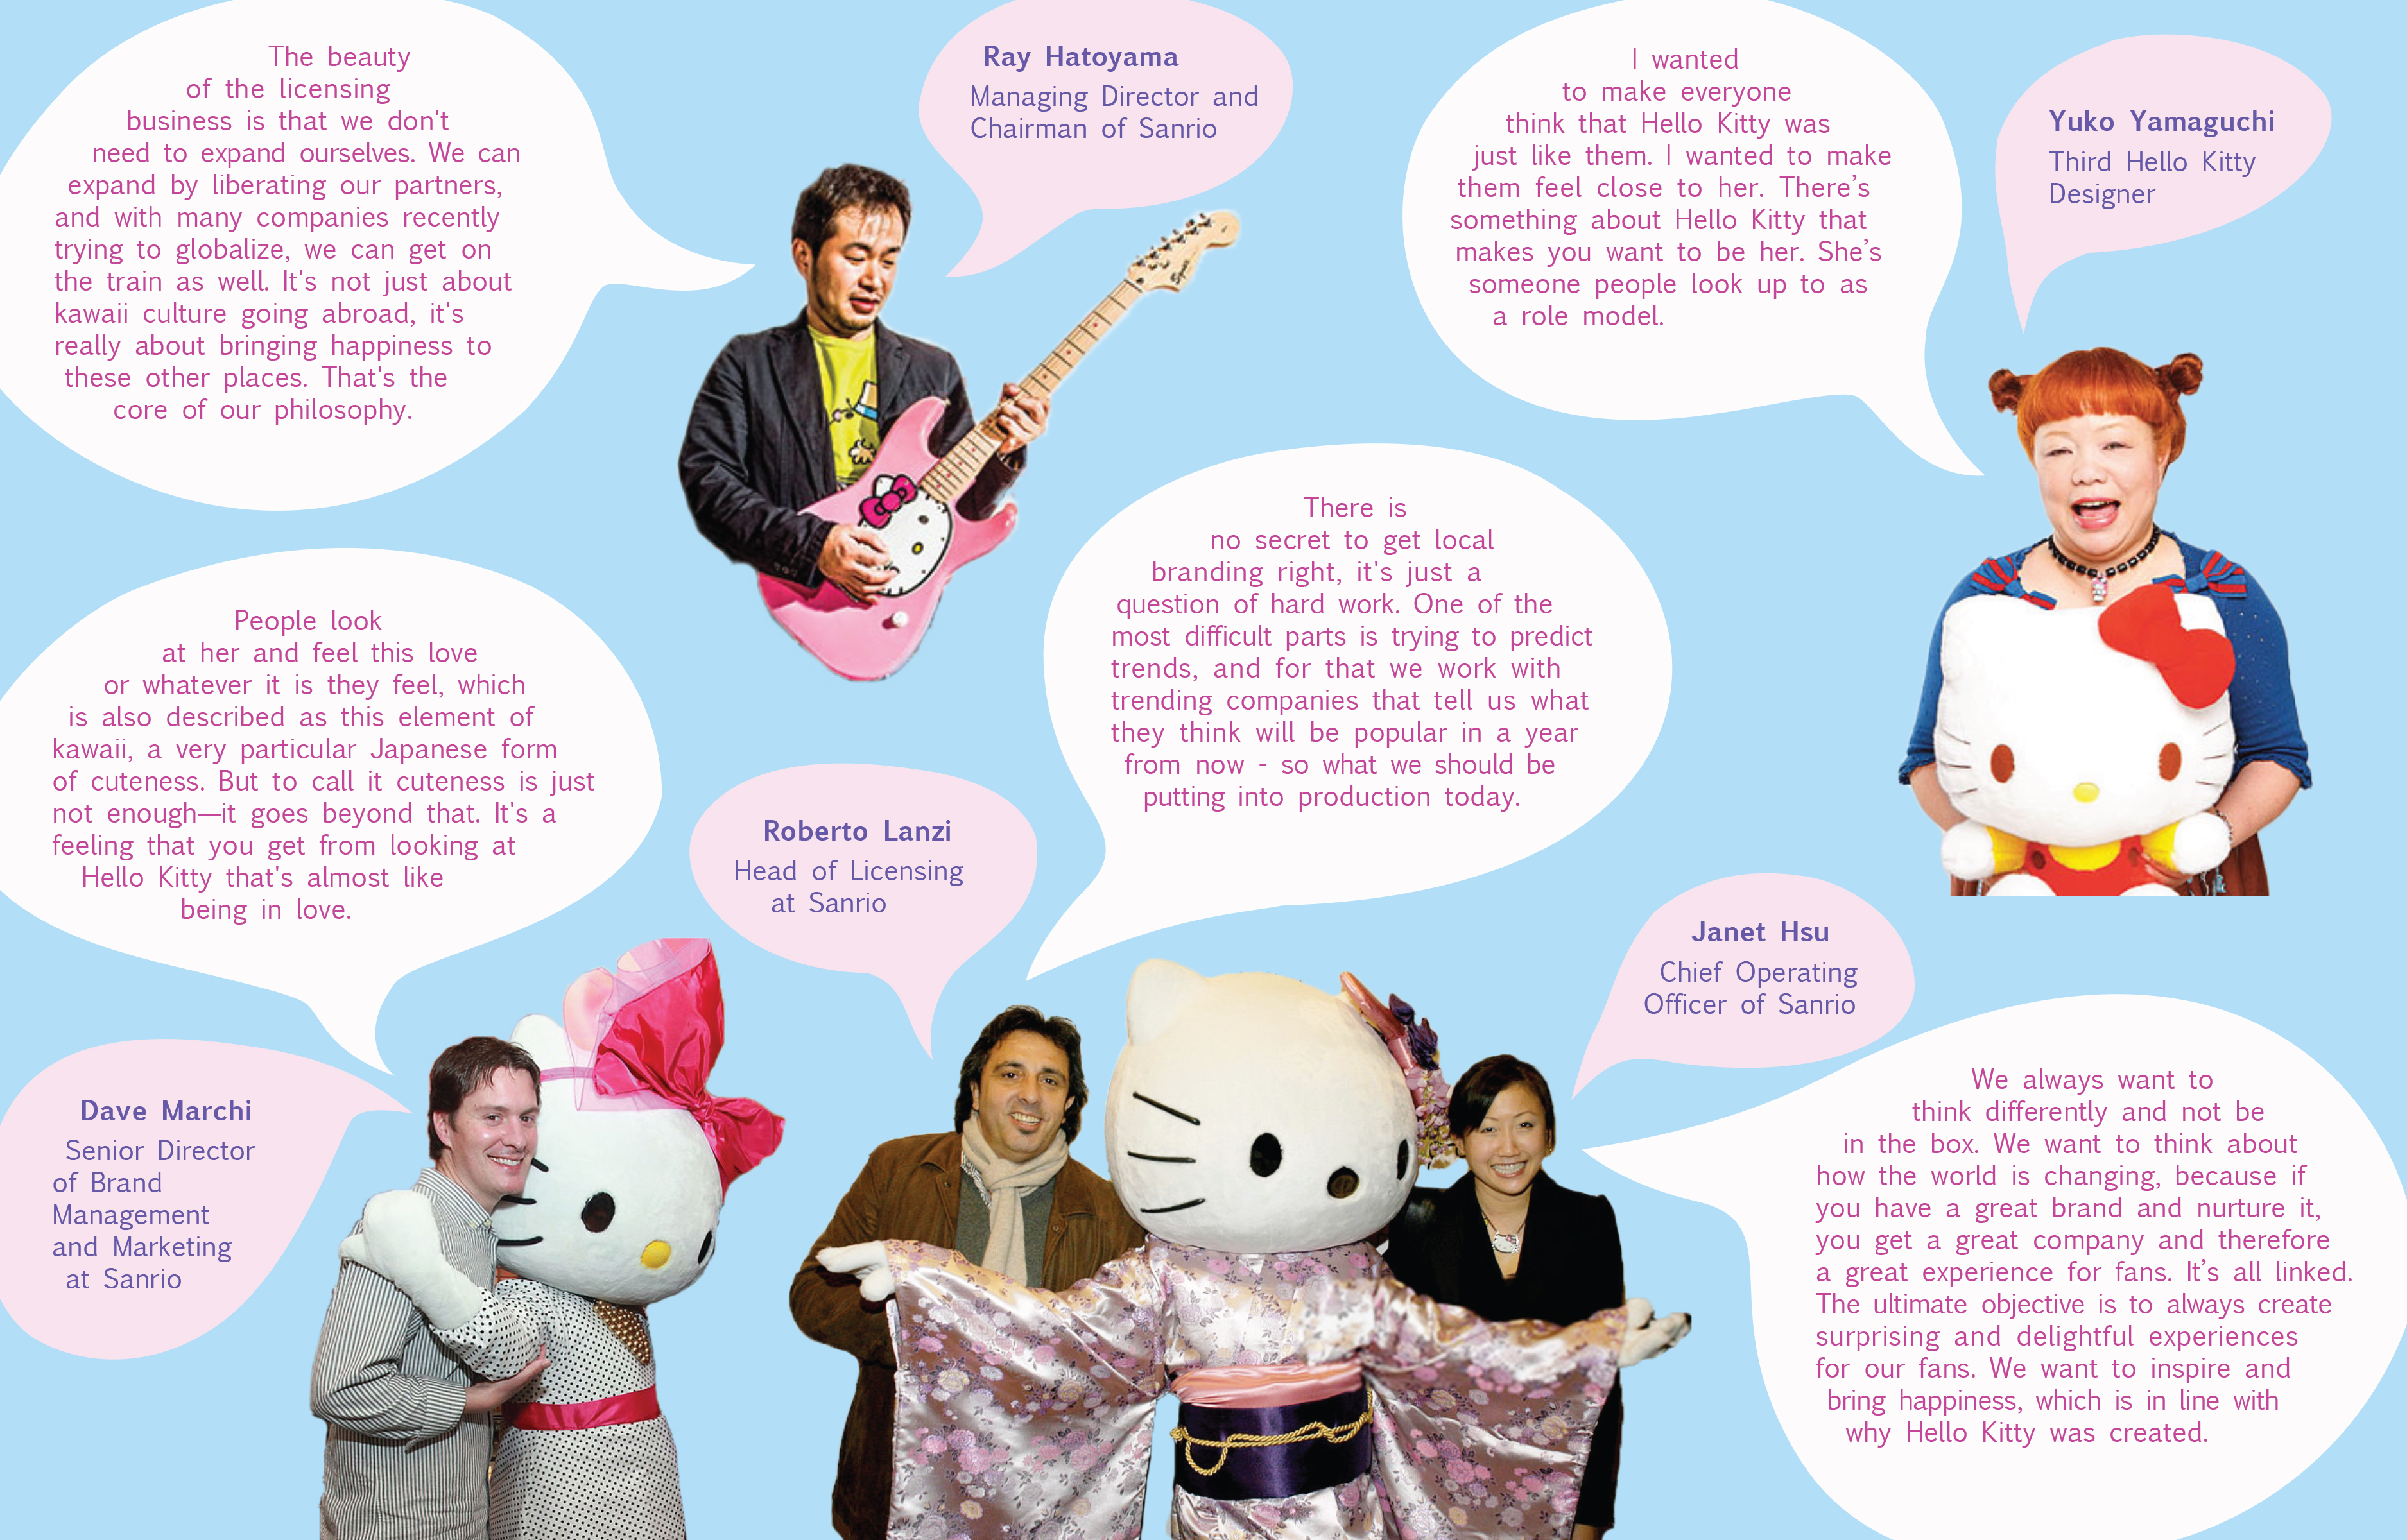 The beauty
of the licensing
business is that we don't
need to expand ourselves. We can
expand by liberating our partners,
and with many companies recently
trying to globalize, we can get on
the train as well. It's not just about
kawaii culture going abroad, it's
really about bringing happiness to
these other places. That's the
core of our philosophy.
Ray Hatoyama
Managing Director and
Chairman of Sanrio
I wanted
to make everyone
think that Hello Kitty was
just like them. I wanted to make
them feel close to her. There’s
something about Hello Kitty that
makes you want to be her. She’s
someone people look up to as
a role model.
Yuko Yamaguchi
Third Hello Kitty
Designer
People look
at her and feel this love
or whatever it is they feel, which
is also described as this element of
kawaii, a very particular Japanese form
of cuteness. But to call it cuteness is just
not enough—it goes beyond that. It's a
feeling that you get from looking at
Hello Kitty that's almost like
being in love.
Dave Marchi
Senior Director
of Brand
Management
and Marketing
at Sanrio
There is
no secret to get local
branding right, it's just a
question of hard work. One of the
most difficult parts is trying to predict
trends, and for that we work with
trending companies that tell us what
they think will be popular in a year
from now - so what we should be
putting into production today.
Roberto Lanzi
Head of Licensing
at Sanrio
Janet Hsu
Chief Operating
Officer of Sanrio
We always want to
think differently and not be
in the box. We want to think about
how the world is changing, because if
you have a great brand and nurture it,
you get a great company and therefore
a great experience for fans. It’s all linked.
The ultimate objective is to always create
surprising and delightful experiences
for our fans. We want to inspire and
bring happiness, which is in line with
why Hello Kitty was created.
Squier